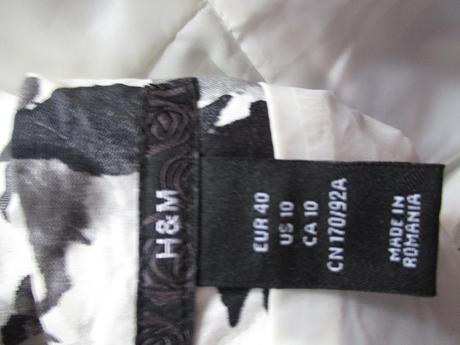 H&M
EUR 40
US 10
CA 10
CN 170/92A
MADE IN
ROMANIA